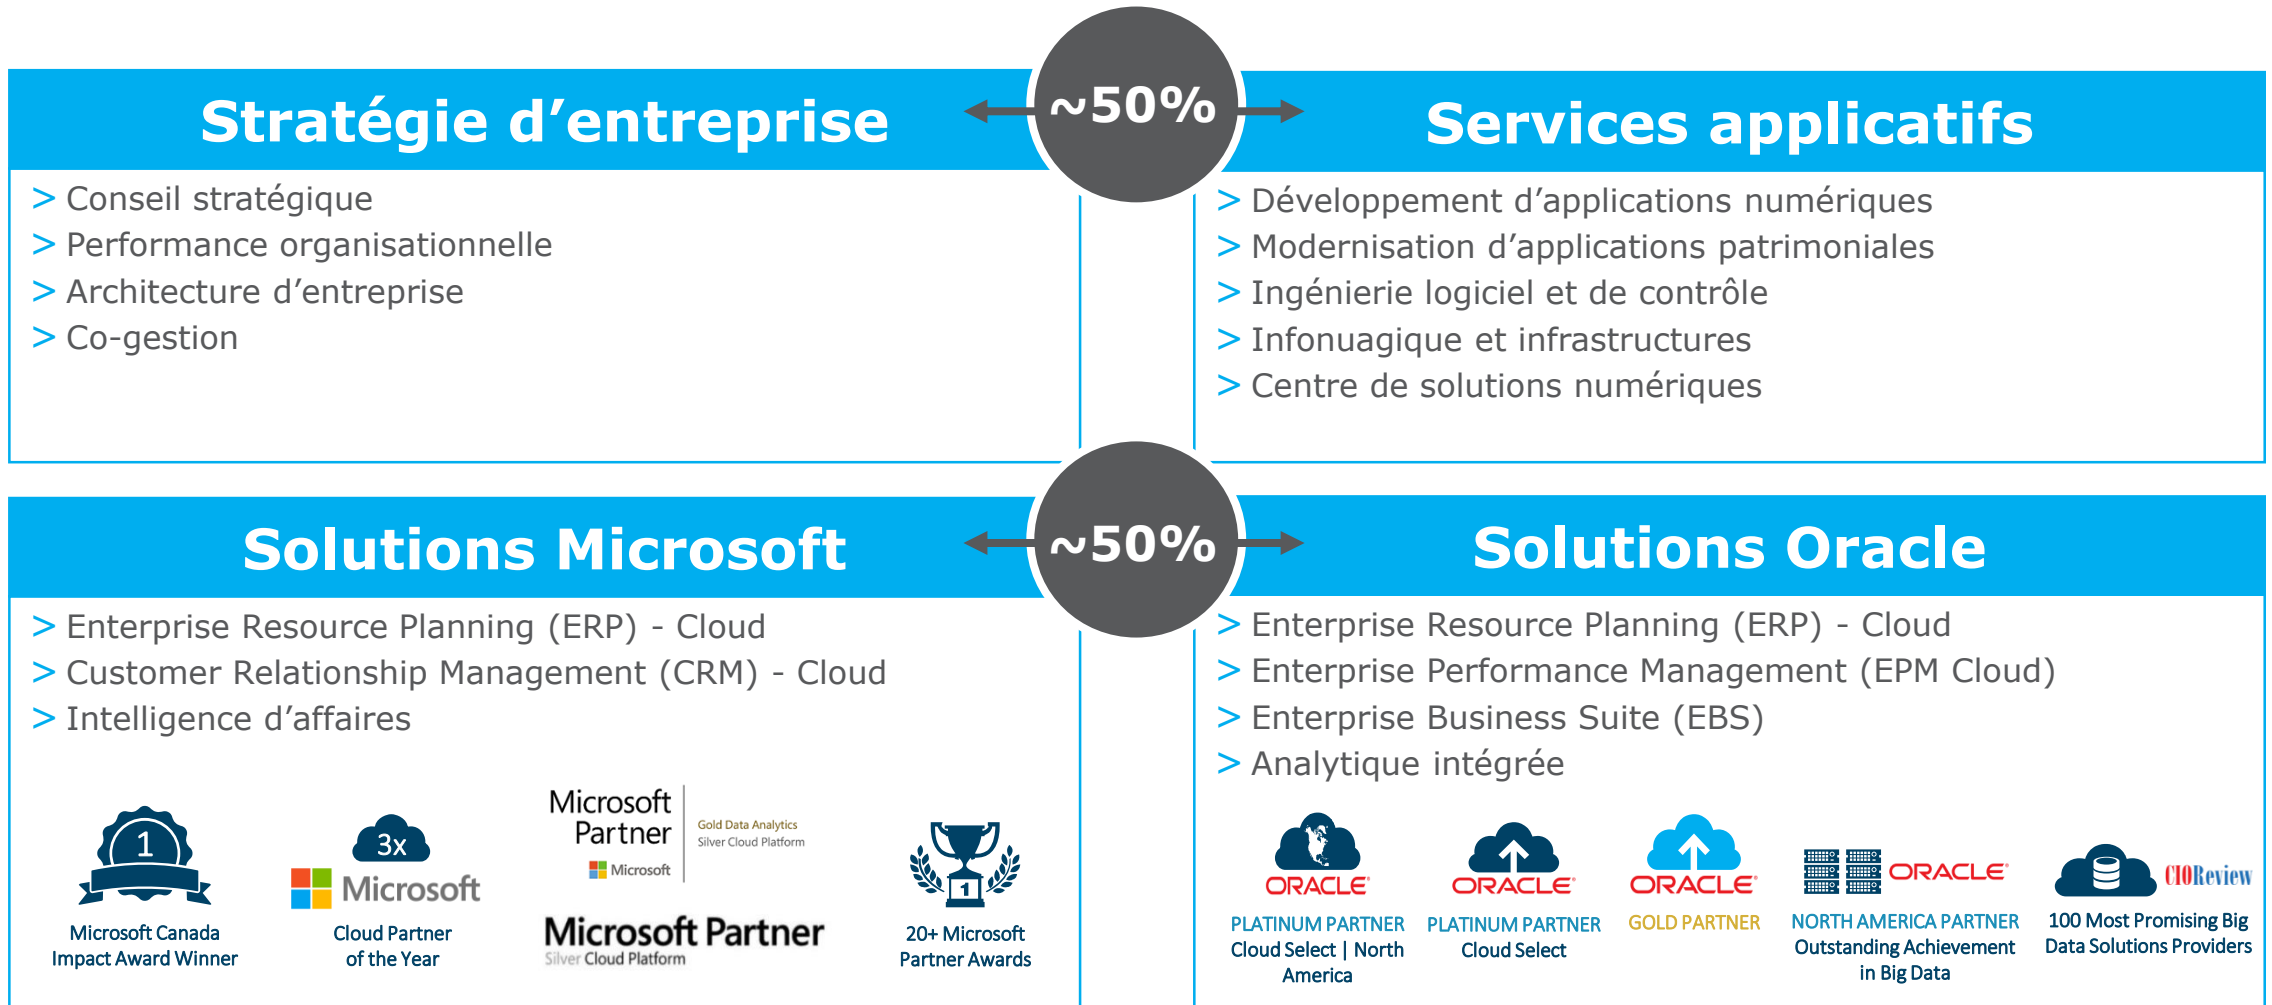 Stratégie d’entreprise
~50%
Services applicatifs
> Conseil stratégique
> Performance organisationnelle
> Architecture d’entreprise
> Co-gestion
> Développement d’applications numériques
> Modernisation d’applications patrimoniales
> Ingénierie logiciel et de contrôle
> Infonuagique et infrastructures
> Centre de solutions numériques
Solutions Microsoft
~50%
Solutions Oracle
> Enterprise Resource Planning (ERP) - Cloud
> Customer Relationship Management (CRM) - Cloud
> Intelligence d’affaires
1
Microsoft Canada
Impact Award Winner
3x
Microsoft
Cloud Partner
of the Year
Microsoft
Partner
Microsoft
Gold Data Analytics
Silver Cloud Platform
Microsoft Partner
Silver Cloud Platform
1
20+ Microsoft
Partner Awards
> Enterprise Resource Planning (ERP) - Cloud
> Enterprise Performance Management (EPM Cloud)
> Enterprise Business Suite (EBS)
> Analytique intégrée
ORACLE
PLATINUM PARTNER
Cloud Select | North
America
ORACLE
PLATINUM PARTNER
Cloud Select
ORACLE
GOLD PARTNER
ORACLE
NORTH AMERICA PARTNER
Outstanding Achievement
in Big Data
CIOReview
100 Most Promising Big
Data Solutions Providers